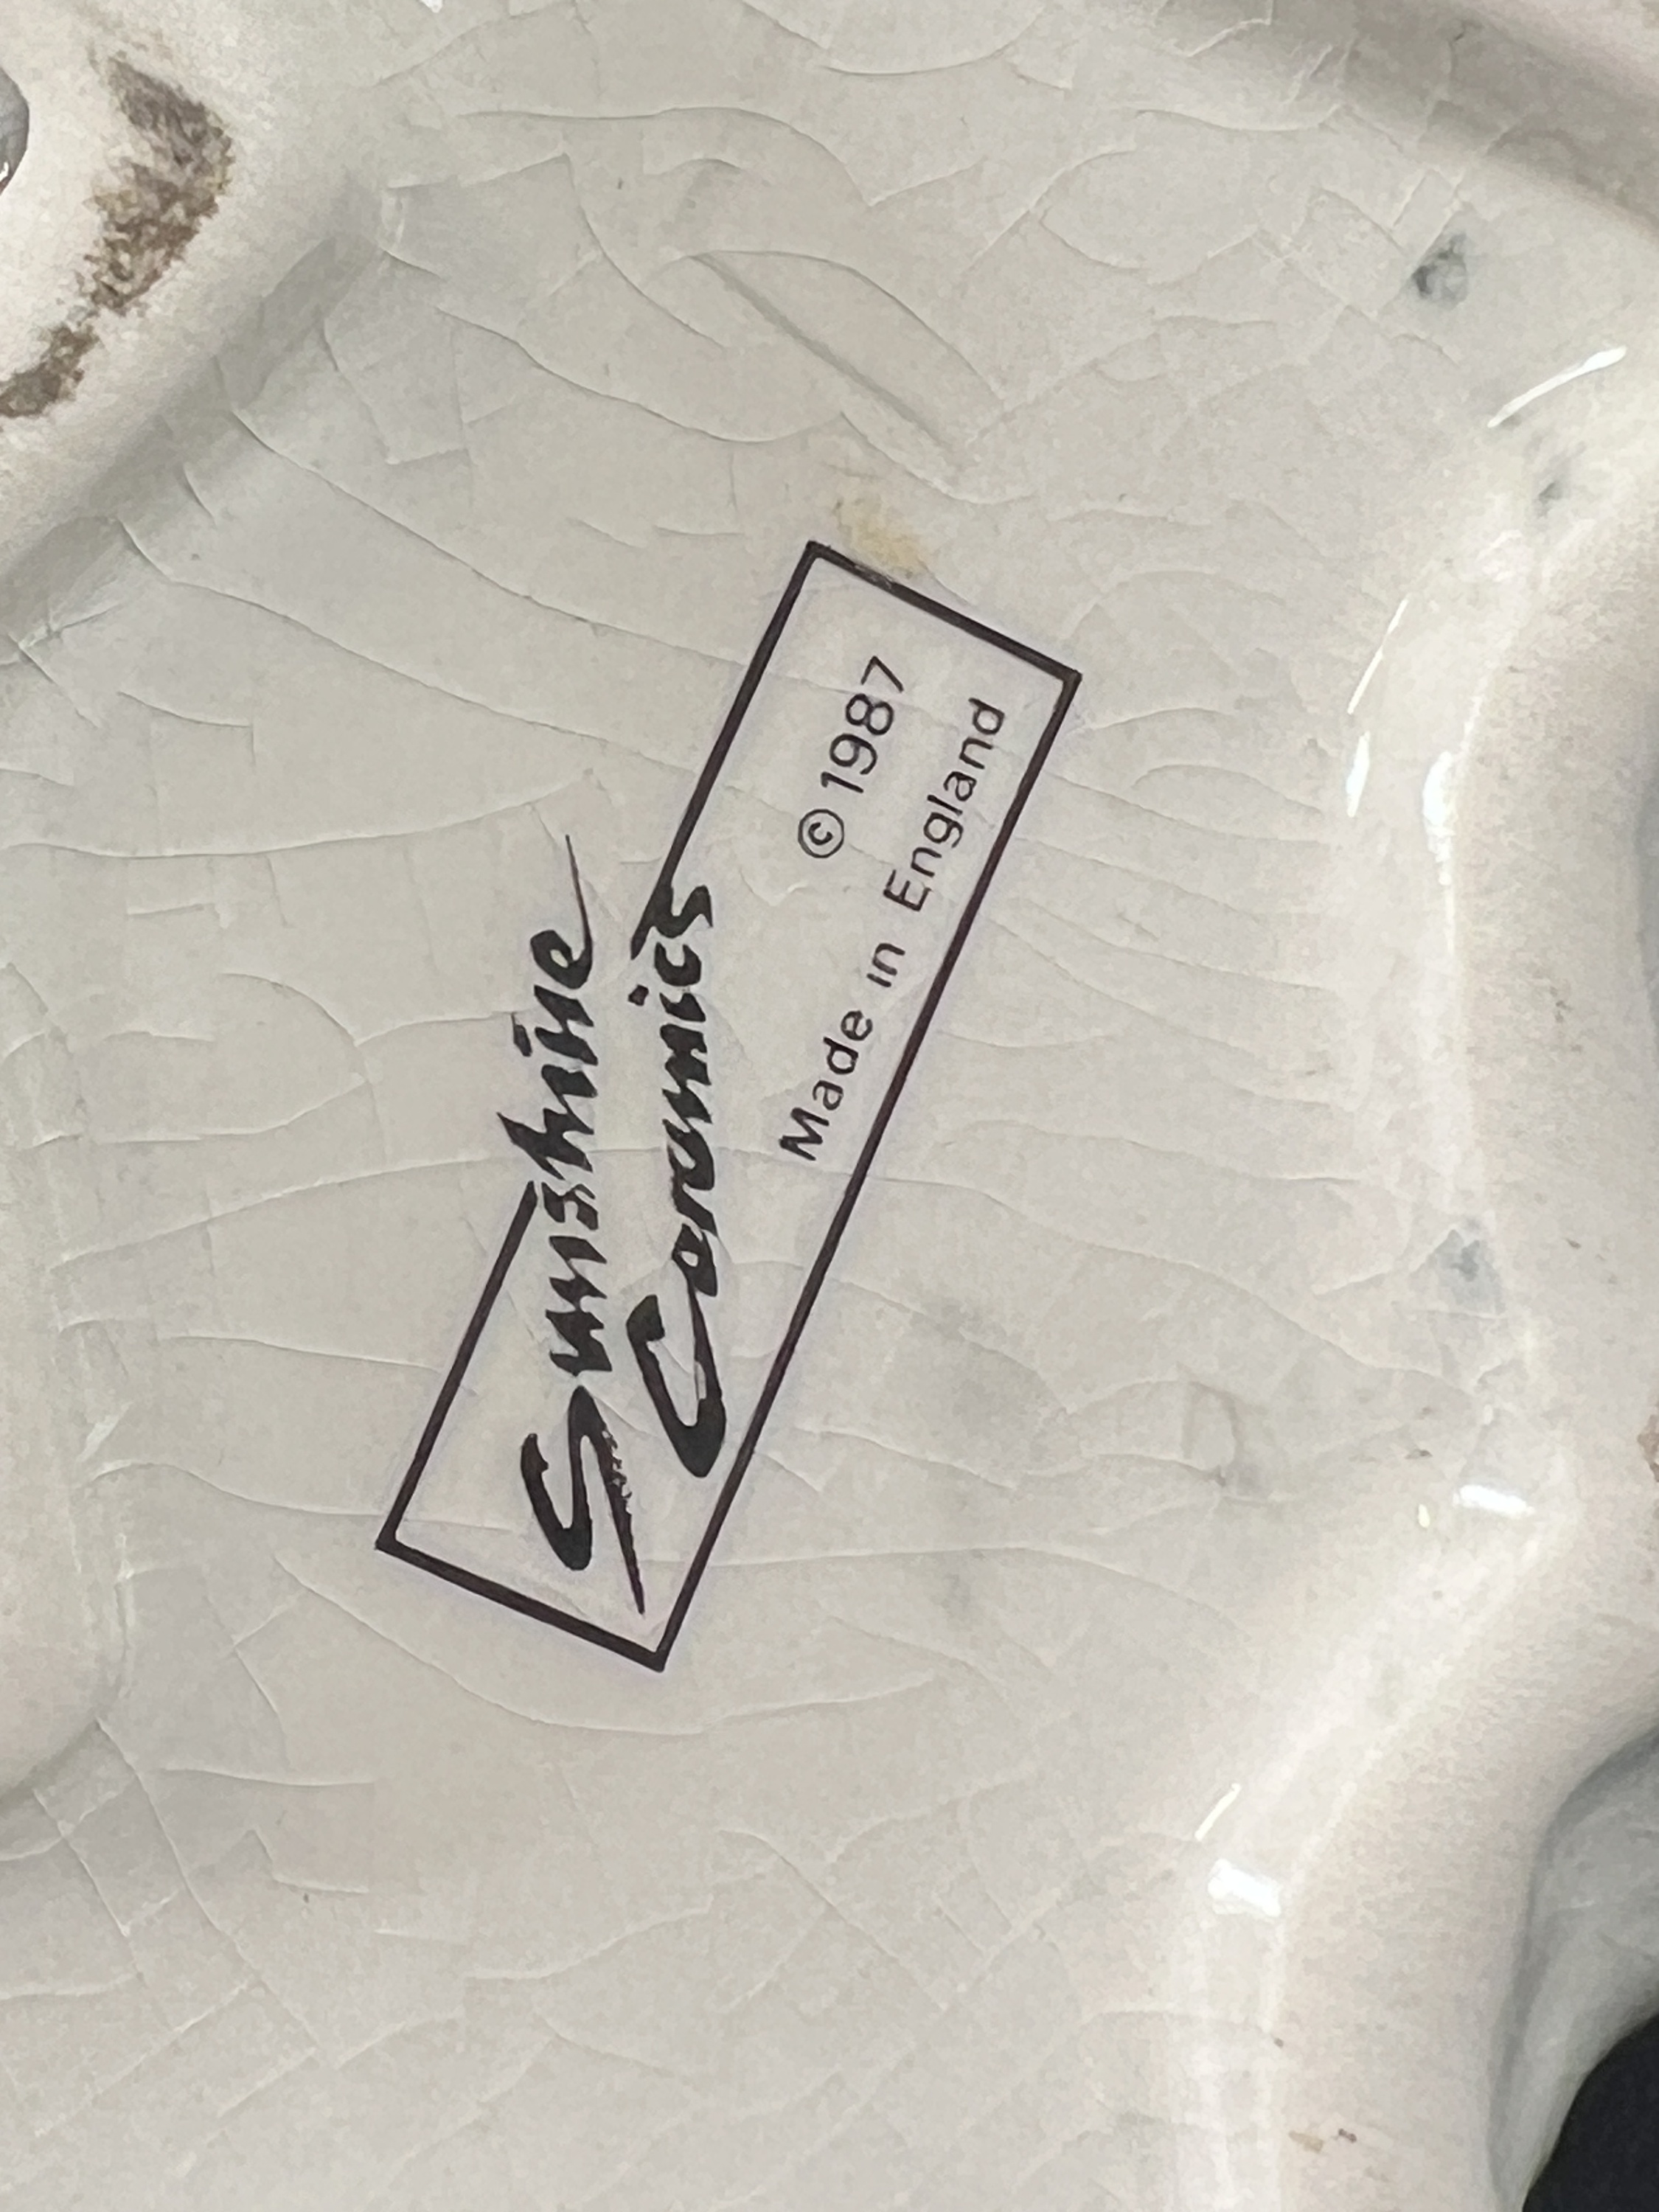 Sunshine
Ceramics
© 1987
Made in England